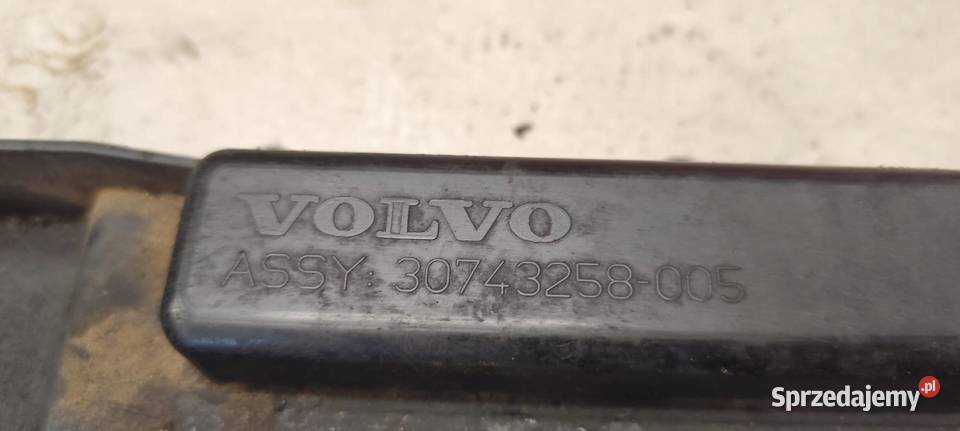 VOLVO
ASSY: 30743258-005
Sprzedajemy.pl